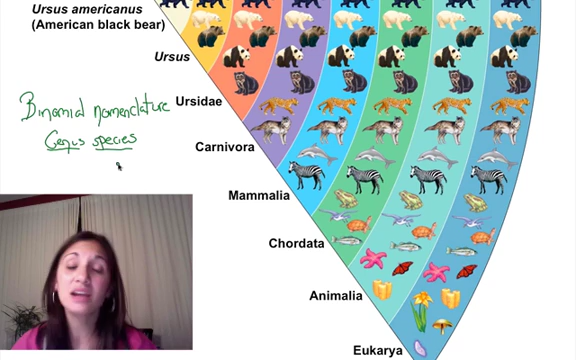 Ursus americanus
(American black bear)
Ursus
Ursidae
Binomial nomenclature
Genus species
Carnivora
Mammalia
Chordata
Animalia
Eukarya